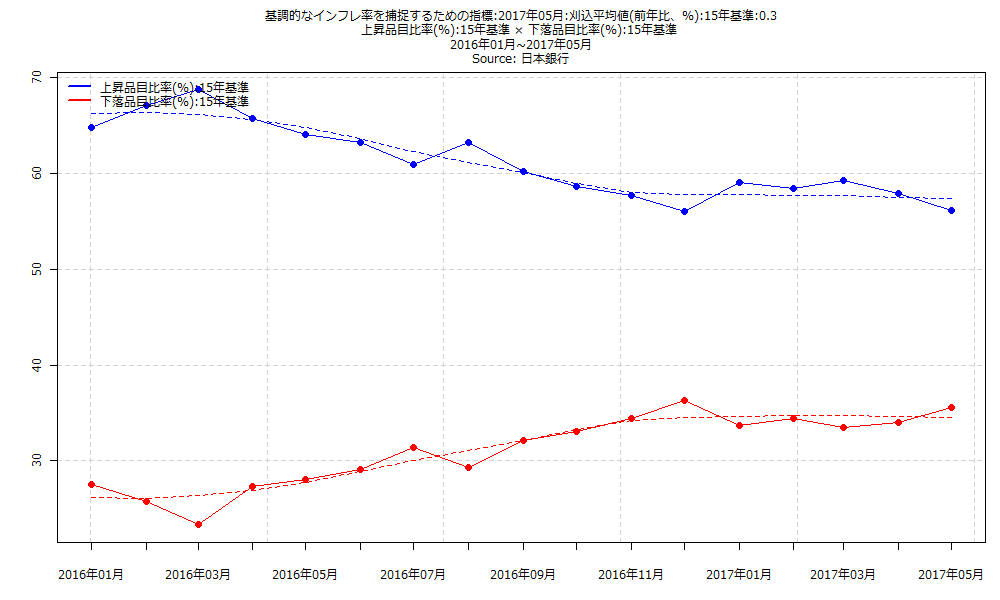 基調的なインフレ率を捕捉するための指標:2017年05月:刈込平均値(前年比、%):15年基準:0.3
上昇品目比率(%):15年基準 × 下落品目比率(%):15年基準
2016年01月~2017年05月
Source: 日本銀行
上昇品目比率(%):15年基準
下落品目比率(%):15年基準
70
60
50
40
30
2016年01月 2016年03月 2016年05月 2016年07月 2016年09月 2016年11月 2017年01月 2017年03月 2017年05月